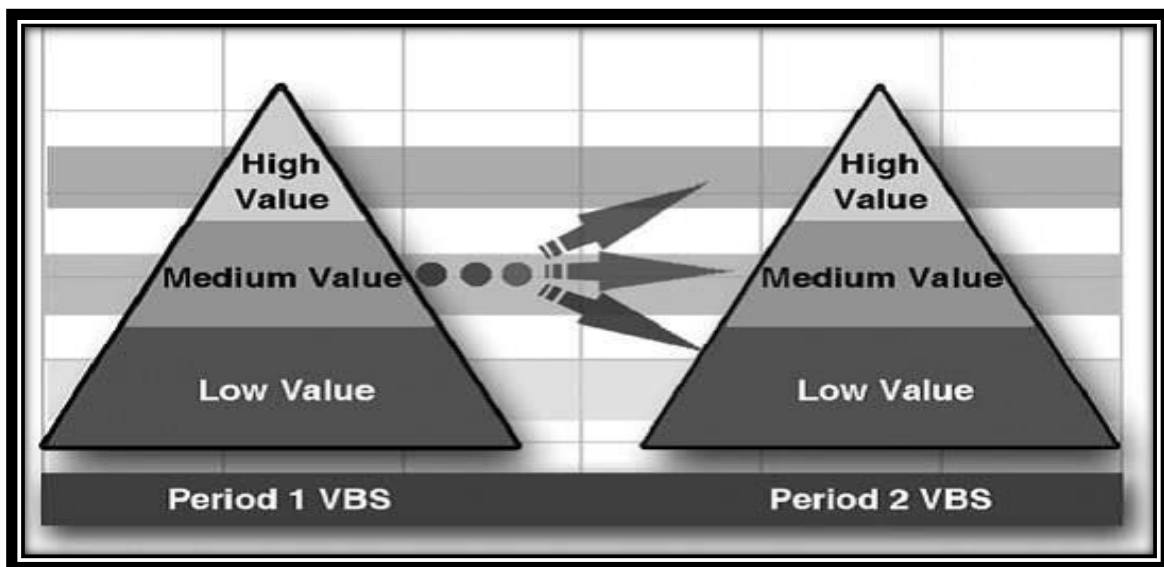 High
Value
Medium Value
Low Value
High
Value
Medium Value
Low Value
Period 1 VBS
Period 2 VBS